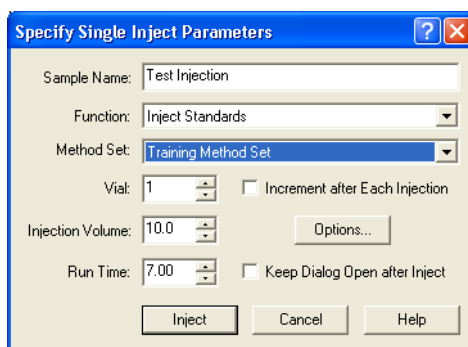 Specify Single Inject Parameters
Sample Name: Test Injection
Function: Inject Standards
Method Set: Training Method Set
Vial: 1 Increment after Each Injection
Injection Volume: 10.0 Options...
Run Time: 7.00 Keep Dialog Open after Inject
Inject Cancel Help